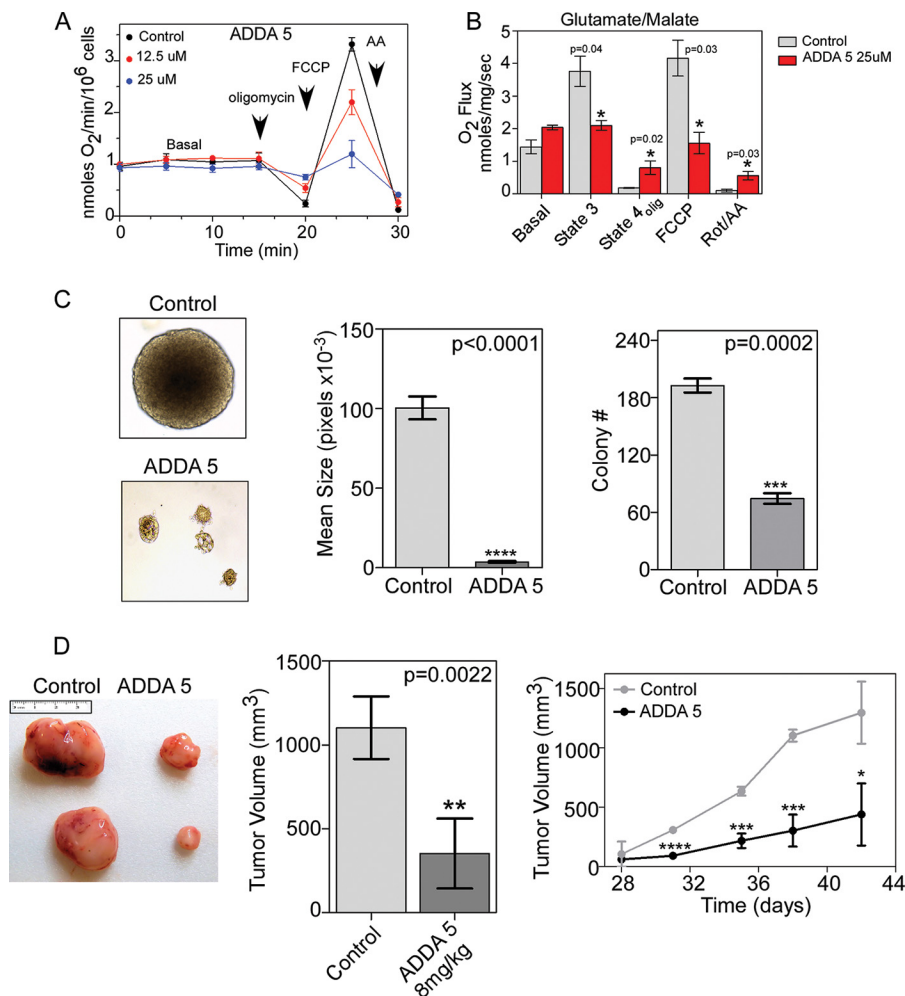 A
ADDA 5
Control
12.5 uM
25 uM
oligomycin
FCCP
AA
Basal
nmoles O2/min/10^6 cells
3
2
1
0
0
10
20
30
Time (min)
B
Glutamate/Malate
Control
ADDA 5 25uM
O2 Flux
nmoles/mg/sec
5
4
3
2
1
0
p=0.04
*
p=0.02
*
p=0.03
*
p=0.03
*
Basal
State 3
State 4olig
FCCP
Rot/AA
C
Control
ADDA 5
Mean Size (pixels x10^-3)
150
100
50
0
p<0.0001
****
Control
ADDA 5
Colony #
240
180
120
60
0
p=0.0002
***
Control
ADDA 5
D
Control ADDA 5
Tumor Volume (mm3)
1500
1000
500
0
p=0.0022
**
Control
ADDA 5
8mg/kg
Tumor Volume (mm3)
1500
1000
500
0
Control
ADDA 5
****
***
***
*
28
32
36
40
44
Time (days)